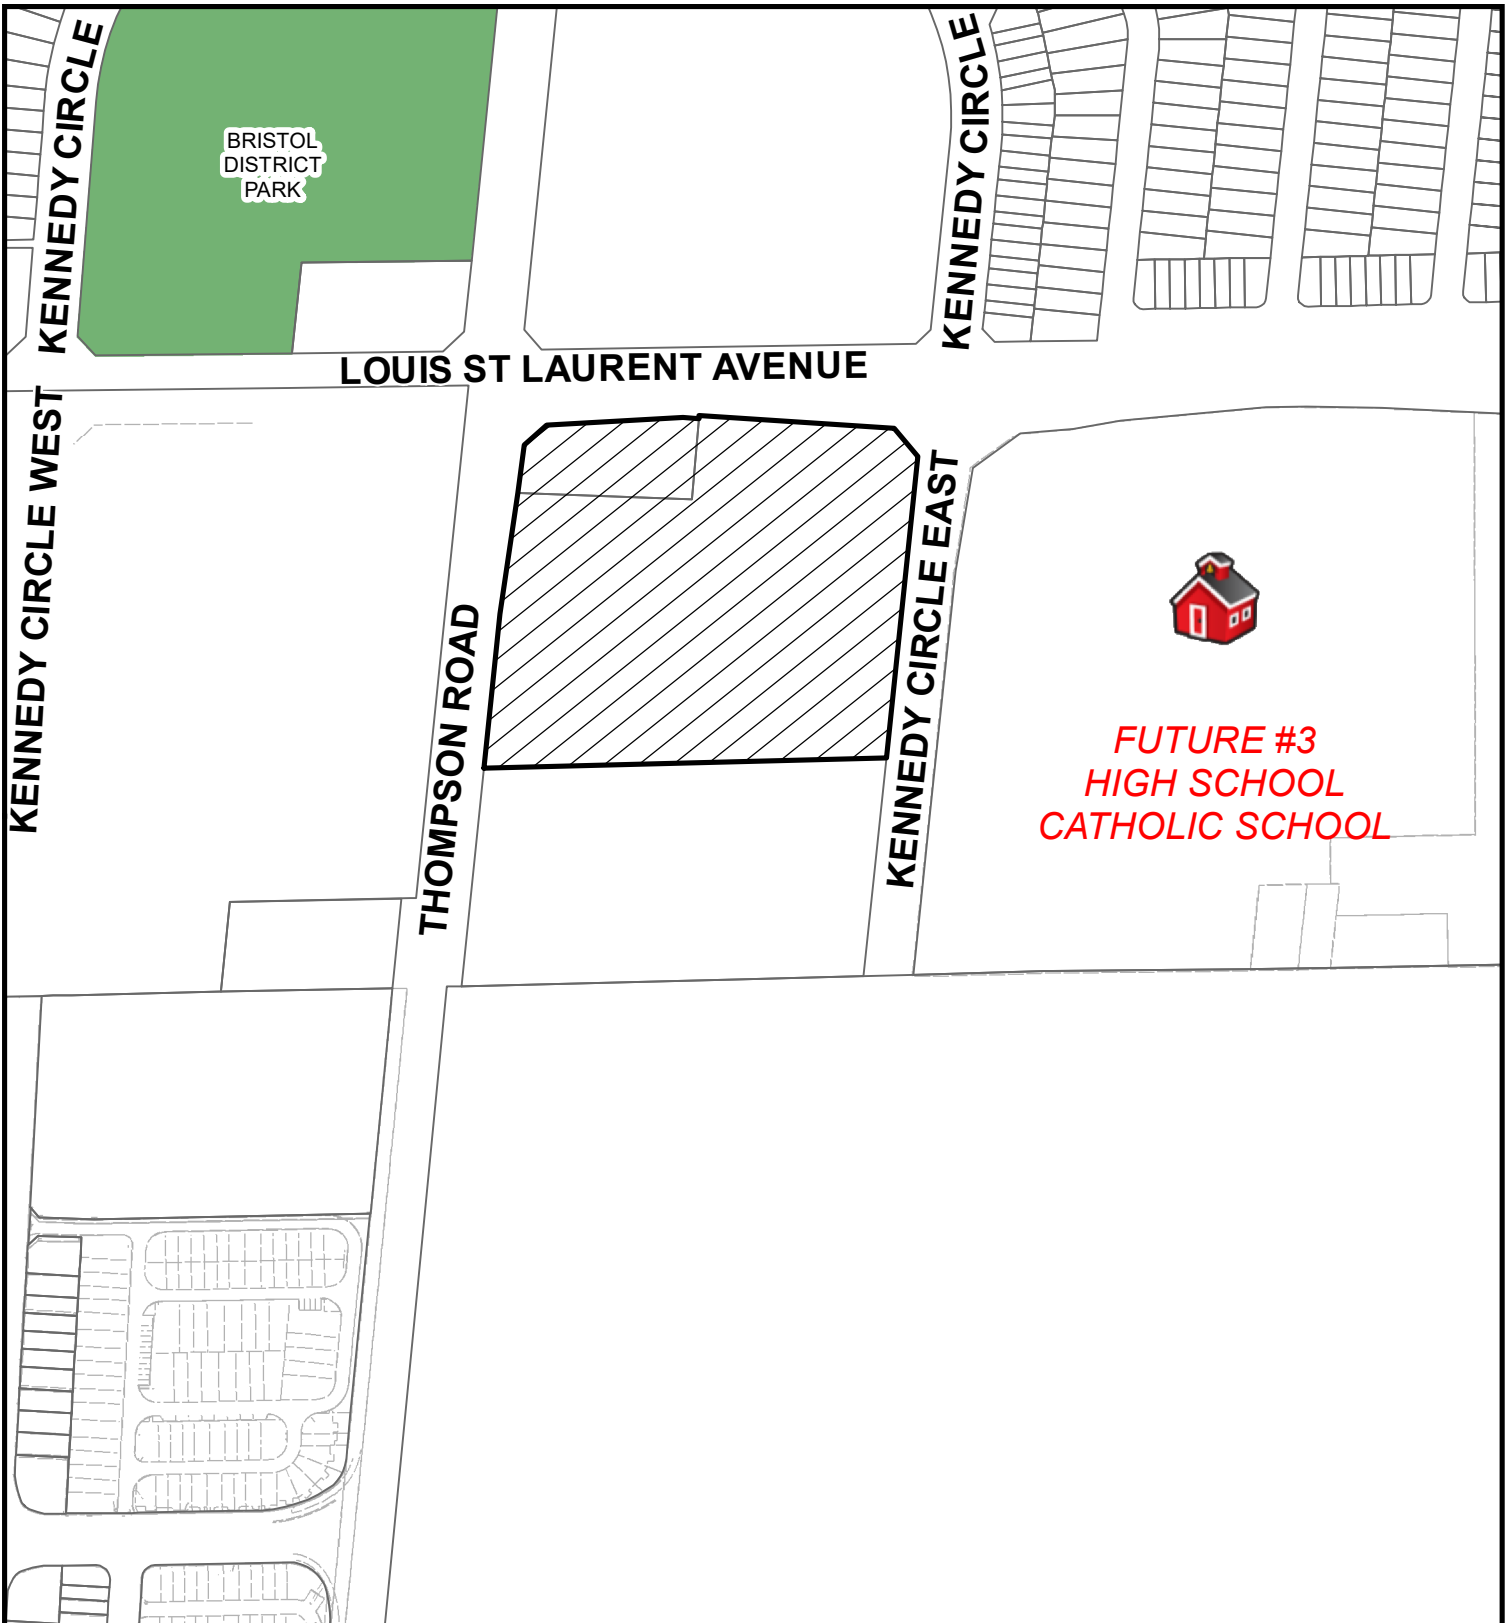 KENNEDY CIRCLE
BRISTOL
DISTRICT
PARK
KENNEDY CIRCLE
LOUIS ST LAURENT AVENUE
KENNEDY CIRCLE WEST
THOMPSON ROAD
KENNEDY CIRCLE EAST
FUTURE #3
HIGH SCHOOL
CATHOLIC SCHOOL